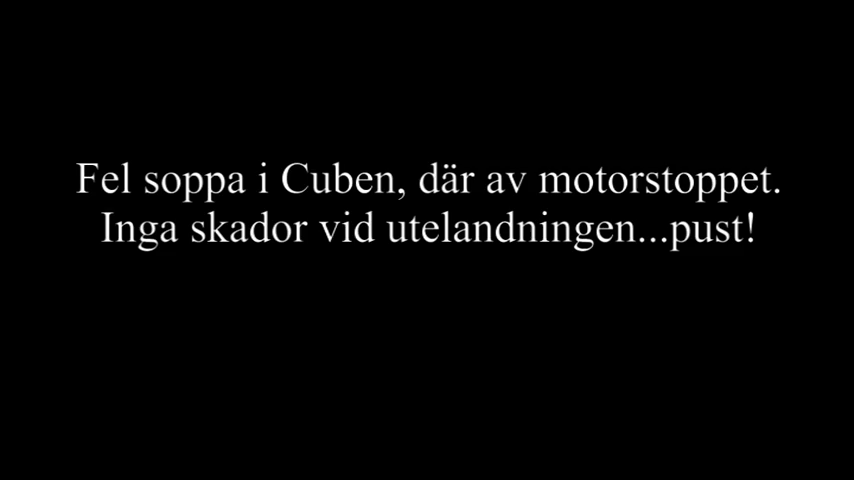 Fel soppa i Cuben, där av motorstoppet.
Inga skador vid utelandningen...pust!